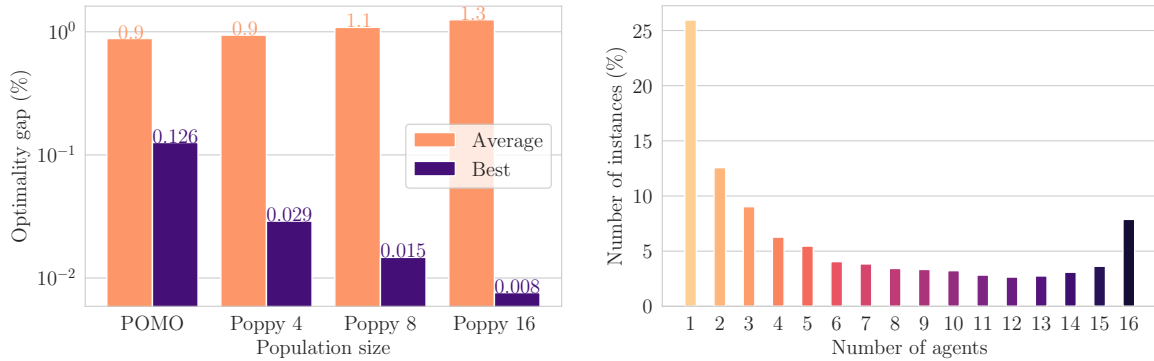 Optimality gap (%)
10^0
10^-1
10^-2
0.9
0.9
1.1
1.3
0.126
0.029
0.015
0.008
Average
Best
POMO
Poppy 4
Poppy 8
Poppy 16
Population size
Number of instances (%)
25
20
15
10
5
0
1 2 3 4 5 6 7 8 9 10 11 12 13 14 15 16
Number of agents